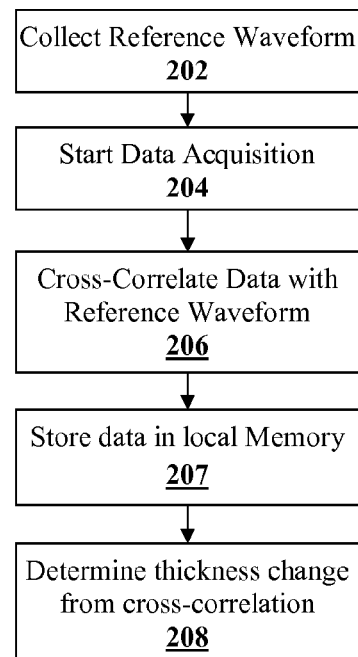 Collect Reference Waveform
202
Start Data Acquisition
204
Cross-Correlate Data with
Reference Waveform
206
Store data in local Memory
207
Determine thickness change
from cross-correlation
208